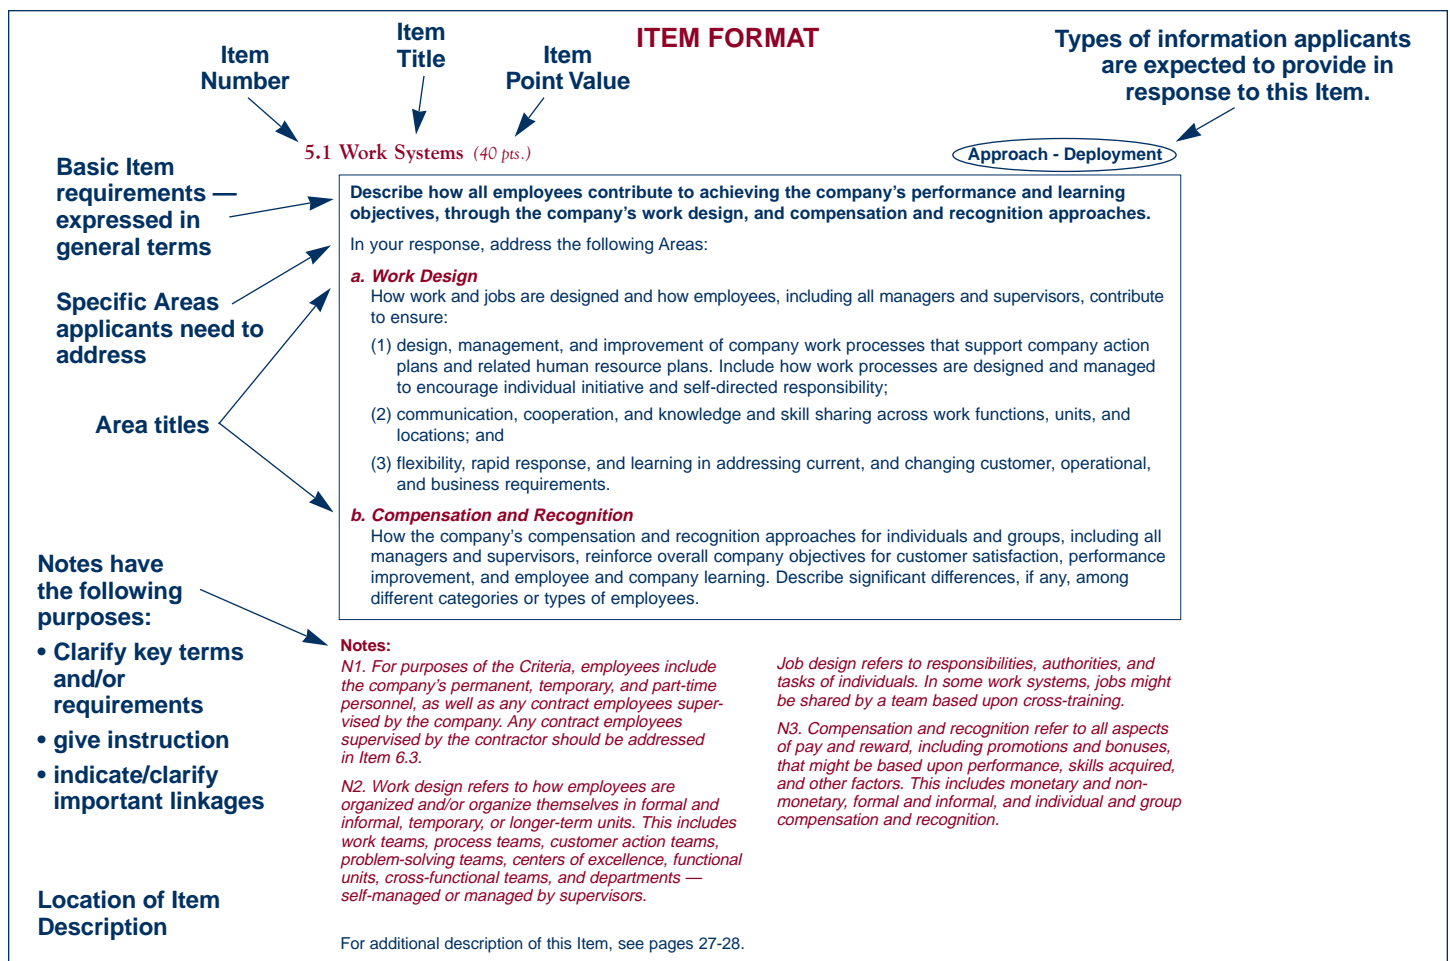 ITEM FORMAT
Item
Number
Item
Title
Item
Point Value
Types of information applicants
are expected to provide in
response to this Item.
5.1 Work Systems (40 pts.)
Approach - Deployment
Basic Item
requirements —
expressed in
general terms
Specific Areas
applicants need to
address
Area titles
Describe how all employees contribute to achieving the company’s performance and learning
objectives, through the company’s work design, and compensation and recognition approaches.
In your response, address the following Areas:
a. Work Design
How work and jobs are designed and how employees, including all managers and supervisors, contribute
to ensure:
(1) design, management, and improvement of company work processes that support company action
plans and related human resource plans. Include how work processes are designed and managed
to encourage individual initiative and self-directed responsibility;
(2) communication, cooperation, and knowledge and skill sharing across work functions, units, and
locations; and
(3) flexibility, rapid response, and learning in addressing current, and changing customer, operational,
and business requirements.
b. Compensation and Recognition
How the company’s compensation and recognition approaches for individuals and groups, including all
managers and supervisors, reinforce overall company objectives for customer satisfaction, performance
improvement, and employee and company learning. Describe significant differences, if any, among
different categories or types of employees.
Notes have
the following
purposes:
• Clarify key terms
and/or
requirements
• give instruction
• indicate/clarify
important linkages
Notes:
N1. For purposes of the Criteria, employees include
the company’s permanent, temporary, and part-time
personnel, as well as any contract employees super-
vised by the company. Any contract employees
supervised by the contractor should be addressed
in Item 6.3.
N2. Work design refers to how employees are
organized and/or organize themselves in formal and
informal, temporary, or longer-term units. This includes
work teams, process teams, customer action teams,
problem-solving teams, centers of excellence, functional
units, cross-functional teams, and departments —
self-managed or managed by supervisors.
Job design refers to responsibilities, authorities, and
tasks of individuals. In some work systems, jobs might
be shared by a team based upon cross-training.
N3. Compensation and recognition refer to all aspects
of pay and reward, including promotions and bonuses,
that might be based upon performance, skills acquired,
and other factors. This includes monetary and non-
monetary, formal and informal, and individual and group
compensation and recognition.
Location of Item
Description
For additional description of this Item, see pages 27-28.